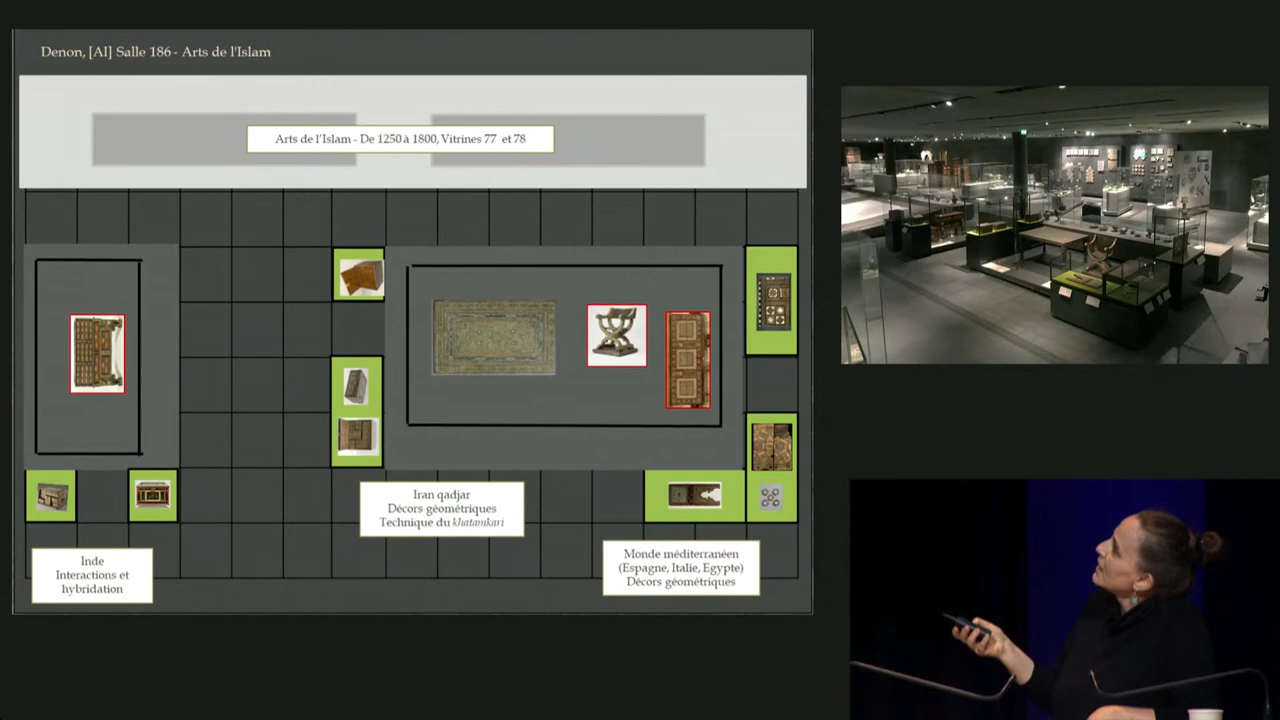 Denon, [AI] Salle 186 - Arts de l'Islam
Arts de l'Islam - De 1250 à 1800, Vitrines 77 et 78
Iran qadjar
Décors géométriques
Technique du khatamkari
Inde
Interactions et
hybridation
Monde méditerranéen
(Espagne, Italie, Egypte)
Décors géométriques